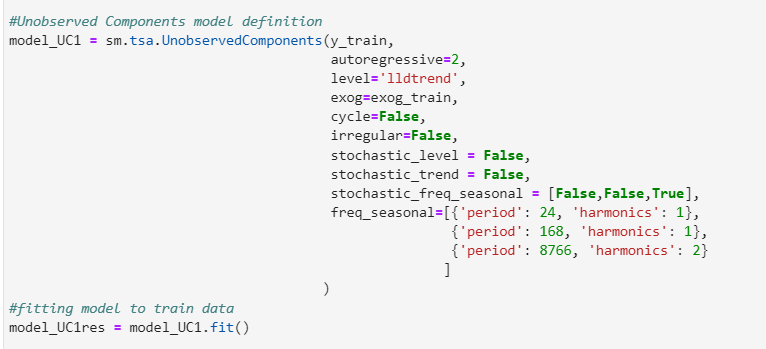 #Unobserved Components model definition
model_UC1 = sm.tsa.UnobservedComponents(y_train,
autoregressive=2,
level='lldtrend',
exog=exog_train,
cycle=False,
irregular=False,
stochastic_level = False,
stochastic_trend = False,
stochastic_freq_seasonal = [False,False,True],
freq_seasonal=[{'period': 24, 'harmonics': 1},
{'period': 168, 'harmonics': 1},
{'period': 8766, 'harmonics': 2}
]
)
#fitting model to train data
model_UC1res = model_UC1.fit()